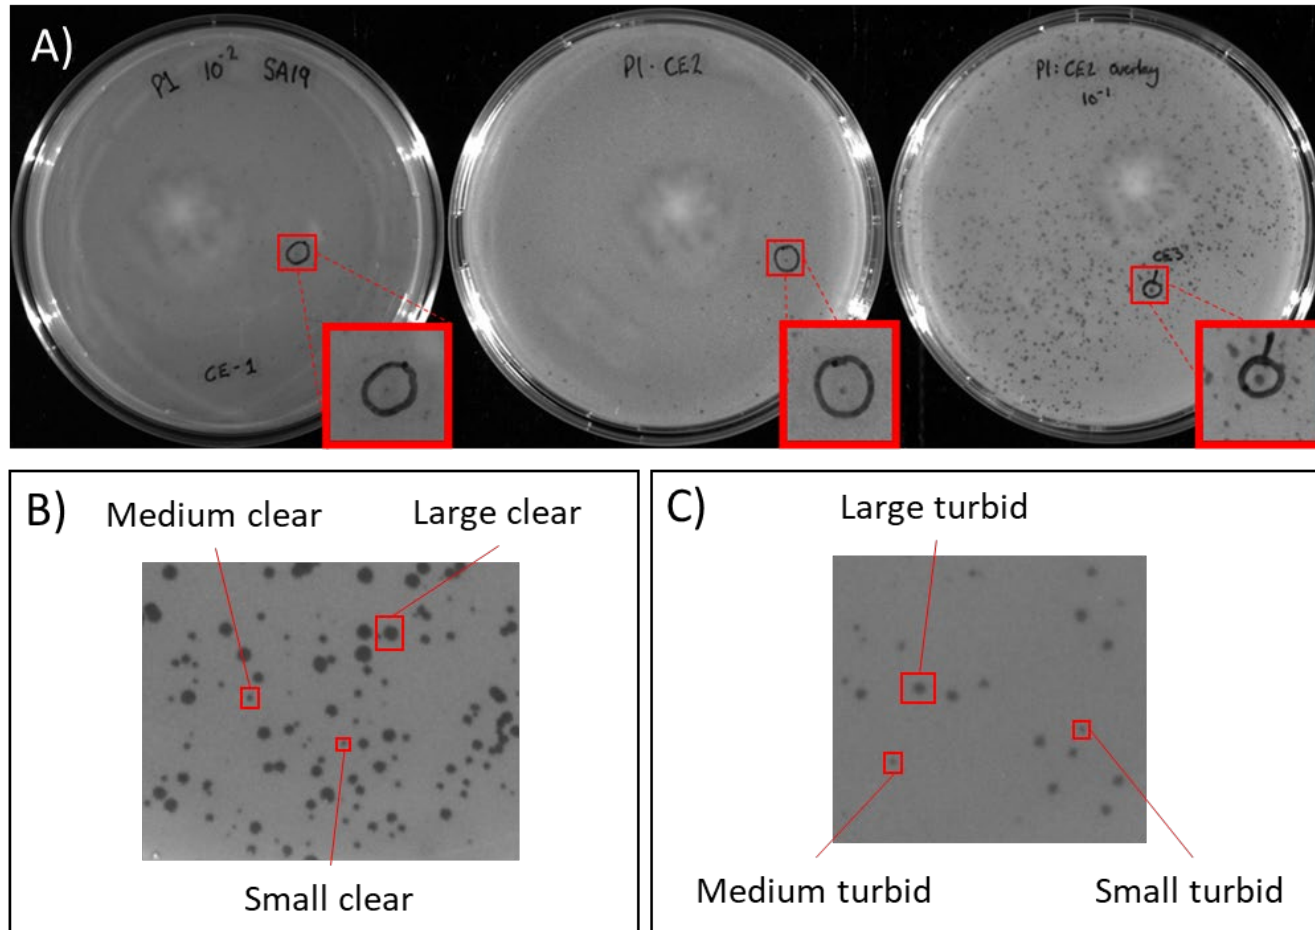 A)
P1 10⁻² SA19
CE-1
P1 · CE2
P1: CE2 overlay
10⁻¹
CE3
B)
Medium clear
Large clear
Small clear
C)
Large turbid
Medium turbid
Small turbid